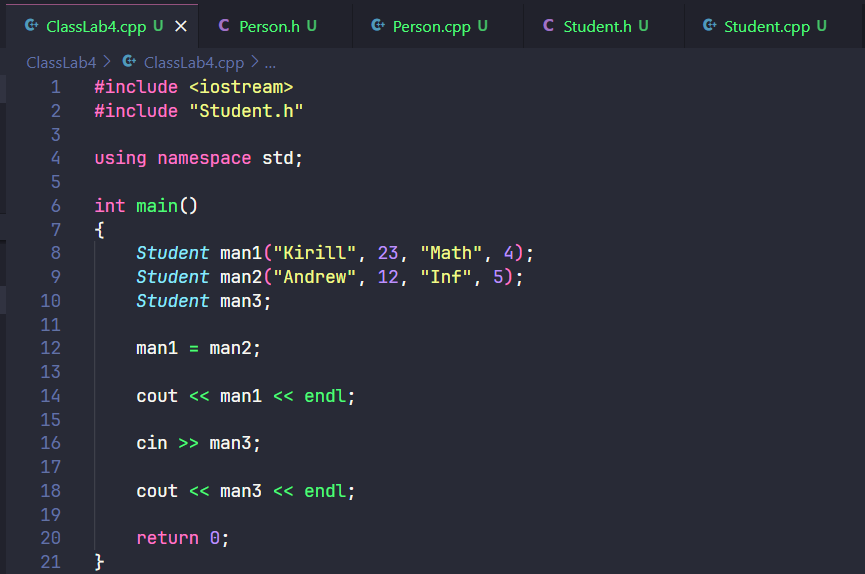 ClassLab4.cpp U Person.h U Person.cpp U Student.h U Student.cpp U
ClassLab4 > ClassLab4.cpp > ...
1 #include <iostream>
2 #include "Student.h"
3
4 using namespace std;
5
6 int main()
7 {
8     Student man1("Kirill", 23, "Math", 4);
9     Student man2("Andrew", 12, "Inf", 5);
10     Student man3;
11
12     man1 = man2;
13
14     cout << man1 << endl;
15
16     cin >> man3;
17
18     cout << man3 << endl;
19
20     return 0;
21 }